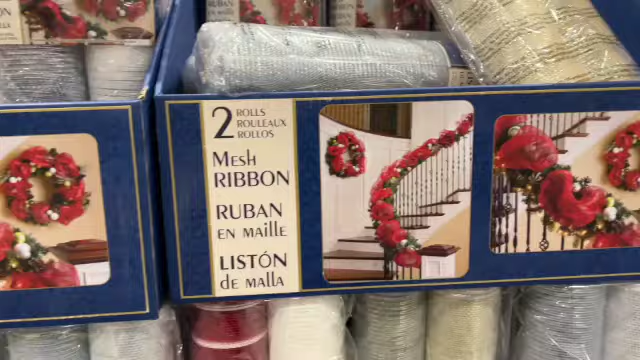 2 ROLLS
ROULEAUX
ROLLOS
MESH
RIBBON
RUBAN
EN MAILLE
LISTÓN
de MALLA